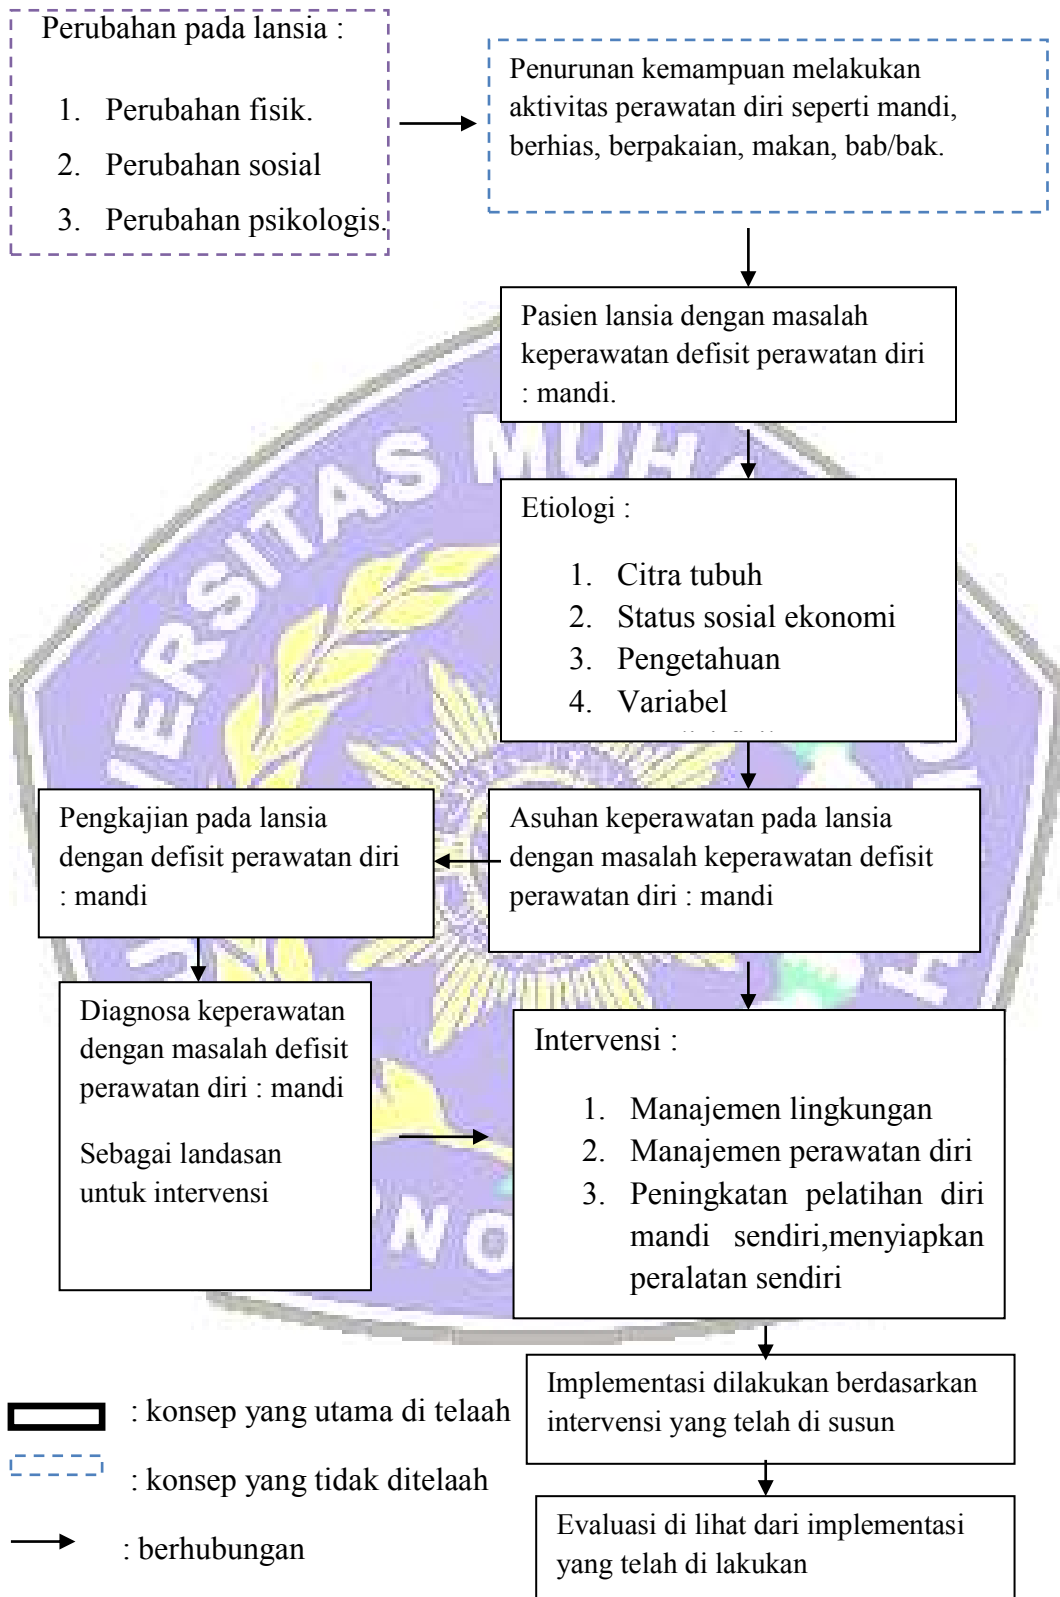 Perubahan pada lansia :
1. Perubahan fisik.
2. Perubahan sosial
3. Perubahan psikologis.
Penurunan kemampuan melakukan
aktivitas perawatan diri seperti mandi,
berhias, berpakaian, makan, bab/bak.
Pasien lansia dengan masalah
keperawatan defisit perawatan diri
: mandi.
Etiologi :
1. Citra tubuh
2. Status sosial ekonomi
3. Pengetahuan
4. Variabel
Pengkajian pada lansia
dengan defisit perawatan diri
: mandi
Asuhan keperawatan pada lansia
dengan masalah keperawatan defisit
perawatan diri : mandi
Diagnosa keperawatan
dengan masalah defisit
perawatan diri : mandi
Sebagai landasan
untuk intervensi
Intervensi :
1. Manajemen lingkungan
2. Manajemen perawatan diri
3. Peningkatan pelatihan diri
mandi sendiri,menyiapkan
peralatan sendiri
Implementasi dilakukan berdasarkan
intervensi yang telah di susun
Evaluasi di lihat dari implementasi
yang telah di lakukan
: konsep yang utama di telaah
: konsep yang tidak ditelaah
: berhubungan